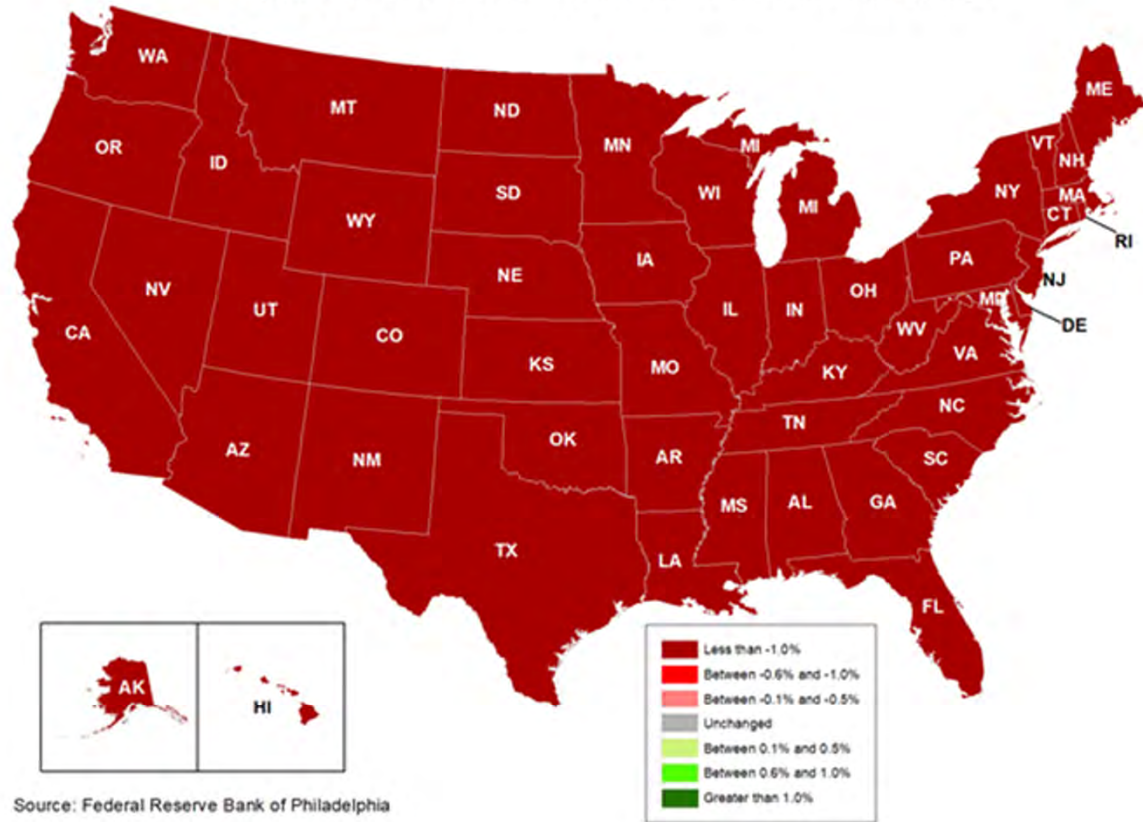 WA
MT
ND
MN
ME
OR
ID
SD
WI
MI
MI
VT
NH
NY
MA
CT
RI
WY
IA
NE
PA
NJ
NV
UT
CO
IL
IN
OH
MD
DE
CA
KS
MO
WV
VA
KY
NC
TN
AZ
NM
OK
AR
SC
MS
AL
GA
TX
LA
FL
AK
HI
Less than -1.0%
Between -0.6% and -1.0%
Between -0.1% and -0.5%
Unchanged
Between 0.1% and 0.5%
Between 0.6% and 1.0%
Greater than 1.0%
Source: Federal Reserve Bank of Philadelphia